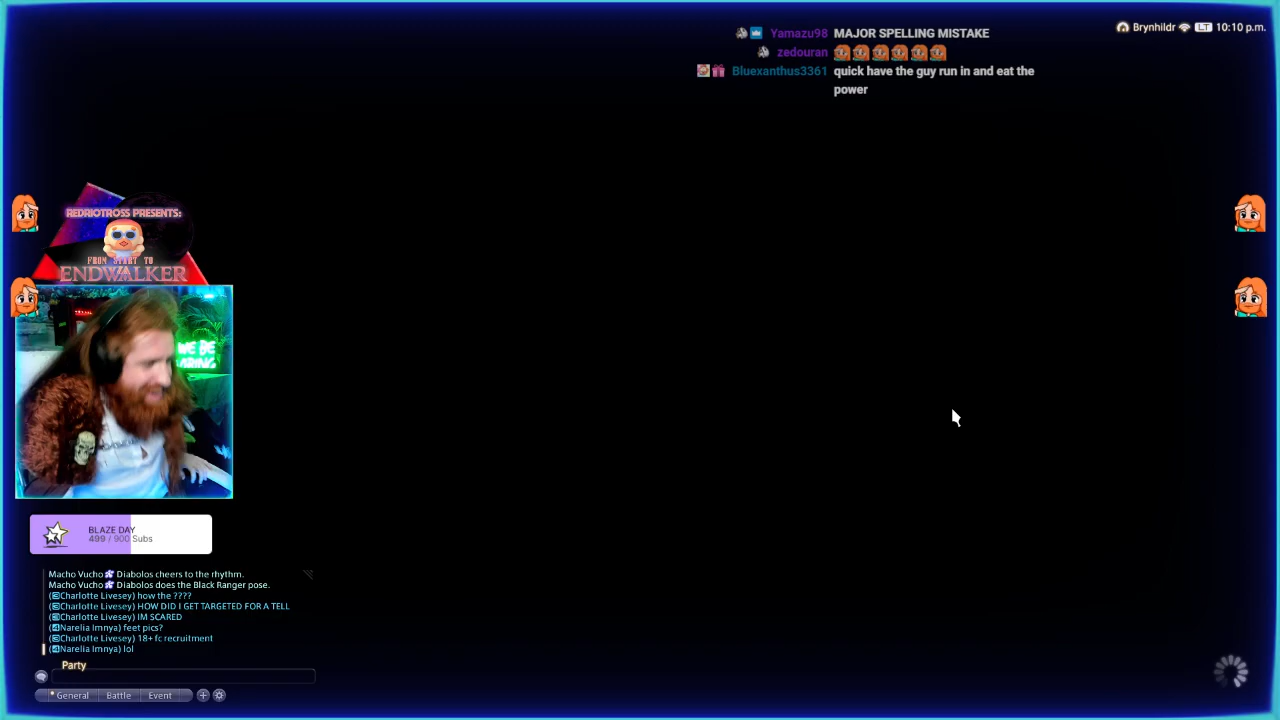 Yamazu98 MAJOR SPELLING MISTAKE
zedouran
Bluexanthus3361 quick have the guy run in and eat the
power
Brynhildr LT 10:10 p.m.
REDRIOTROSS PRESENTS:
FROM START TO
ENDWALKER
WE BE
BLAZE DAY
499 / 900 Subs
Macho Vucho Diabolos cheers to the rhythm.
Macho Vucho Diabolos does the Black Ranger pose.
(Charlotte Livesey) how the ????
(Charlotte Livesey) HOW DID I GET TARGETED FOR A TELL
(Charlotte Livesey) IM SCARED
(Narelia Imnya) feet pics?
(Charlotte Livesey) 18+ fc recruitment
(Narelia Imnya) lol
Party
General Battle Event